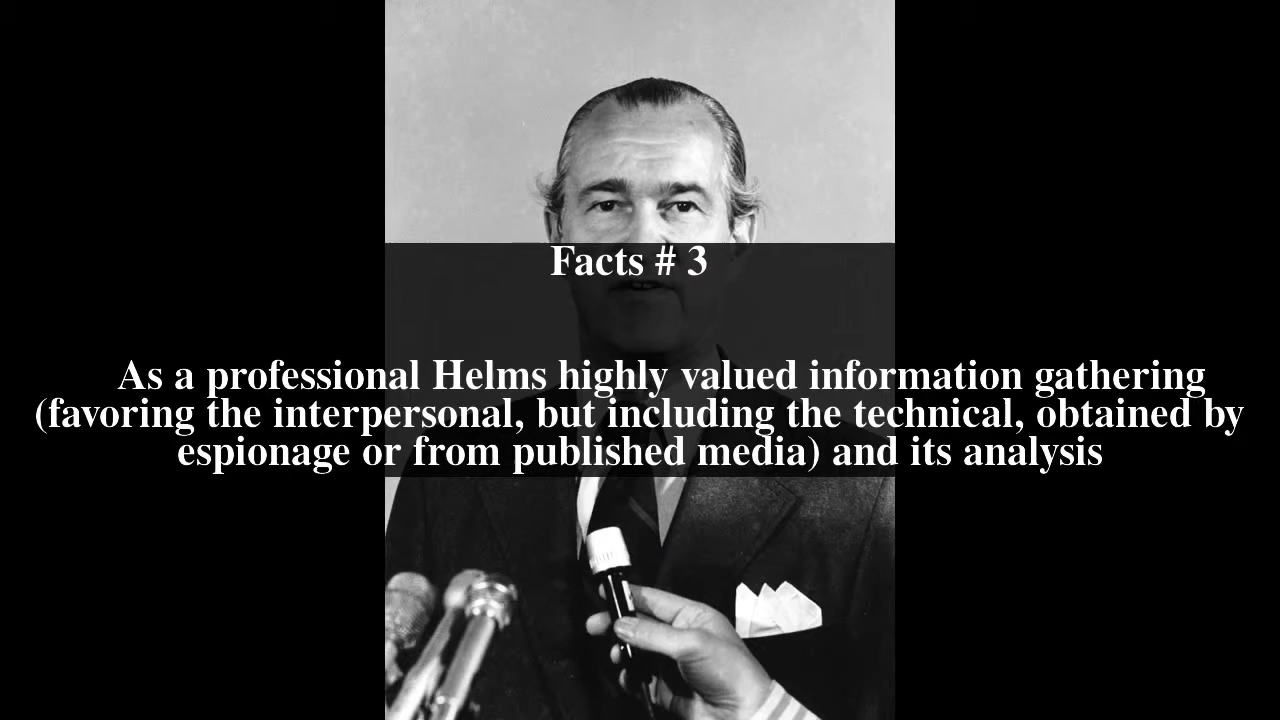 Facts # 3
As a professional Helms highly valued information gathering
(favoring the interpersonal, but including the technical, obtained by
espionage or from published media) and its analysis